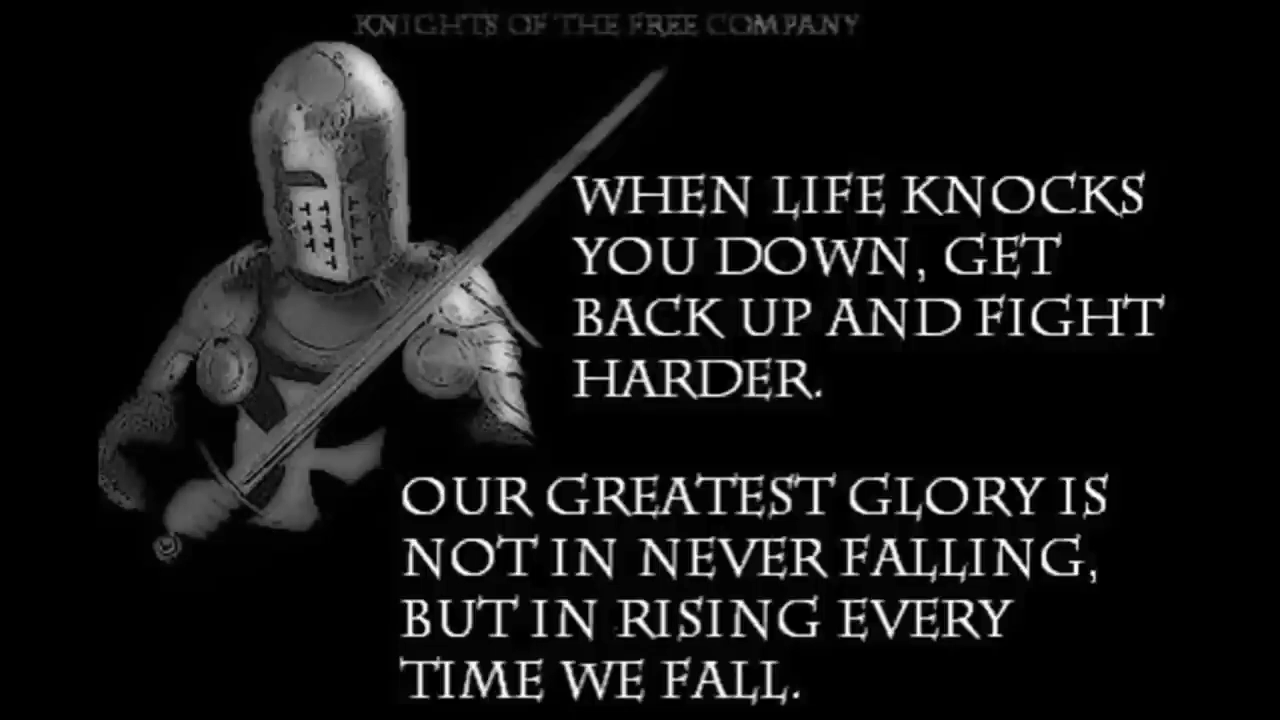 KNIGHTS OF THE FREE COMPANY
WHEN LIFE KNOCKS
YOU DOWN, GET
BACK UP AND FIGHT
HARDER.
OUR GREATEST GLORY IS
NOT IN NEVER FALLING,
BUT IN RISING EVERY
TIME WE FALL.